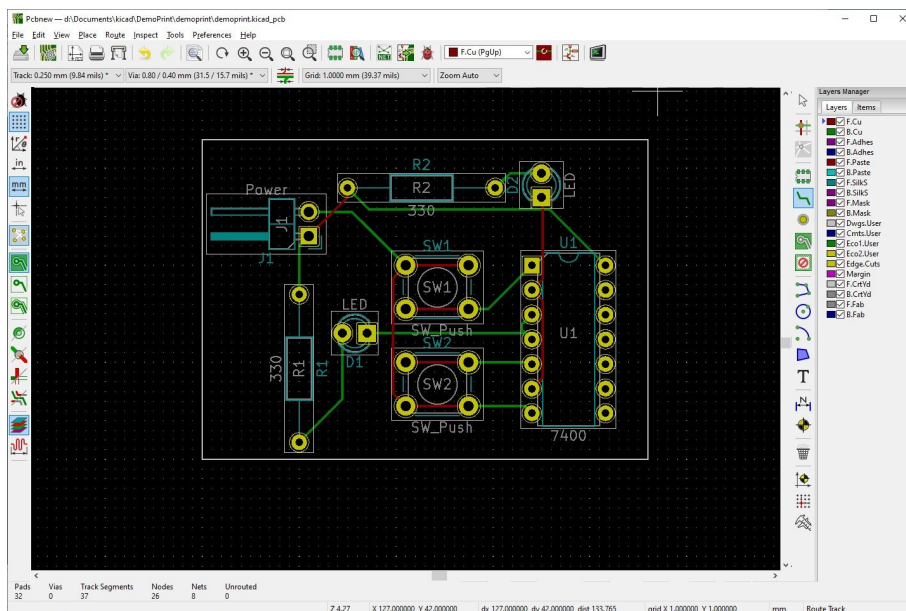 Pcbnew — d:\Documents\kicad\DemoPrint\demoprint\demoprint.kicad_pcb
File Edit View Place Route Inspect Tools Preferences Help
NET
F.Cu (PgUp)
Track: 0.250 mm (9.84 mils) *
Via: 0.80 / 0.40 mm (31.5 / 15.7 mils) *
Grid: 1.0000 mm (39.37 mils)
Zoom Auto
in
mm
Layers Manager
Layers Items
F.Cu
B.Cu
F.Adhes
B.Adhes
F.Paste
B.Paste
F.SilkS
B.SilkS
F.Mask
B.Mask
Dwgs.User
Cmts.User
Eco1.User
Eco2.User
Edge.Cuts
Margin
F.CrtYd
B.CrtYd
F.Fab
B.Fab
T
N
R2
R2
330
D2
LED
Power
J1
J1
SW1
SW1
SW_Push
U1
U1
7400
LED
D1
330
R1
R1
SW2
SW2
SW_Push
Pads Vias Track Segments Nodes Nets Unrouted
32 0 37 26 8 0
Z 4.27 X 127.000000 Y 42.000000 dx 127.000000 dy 42.000000 dist 133.765 grid X 1.000000 Y 1.000000 mm Route Track